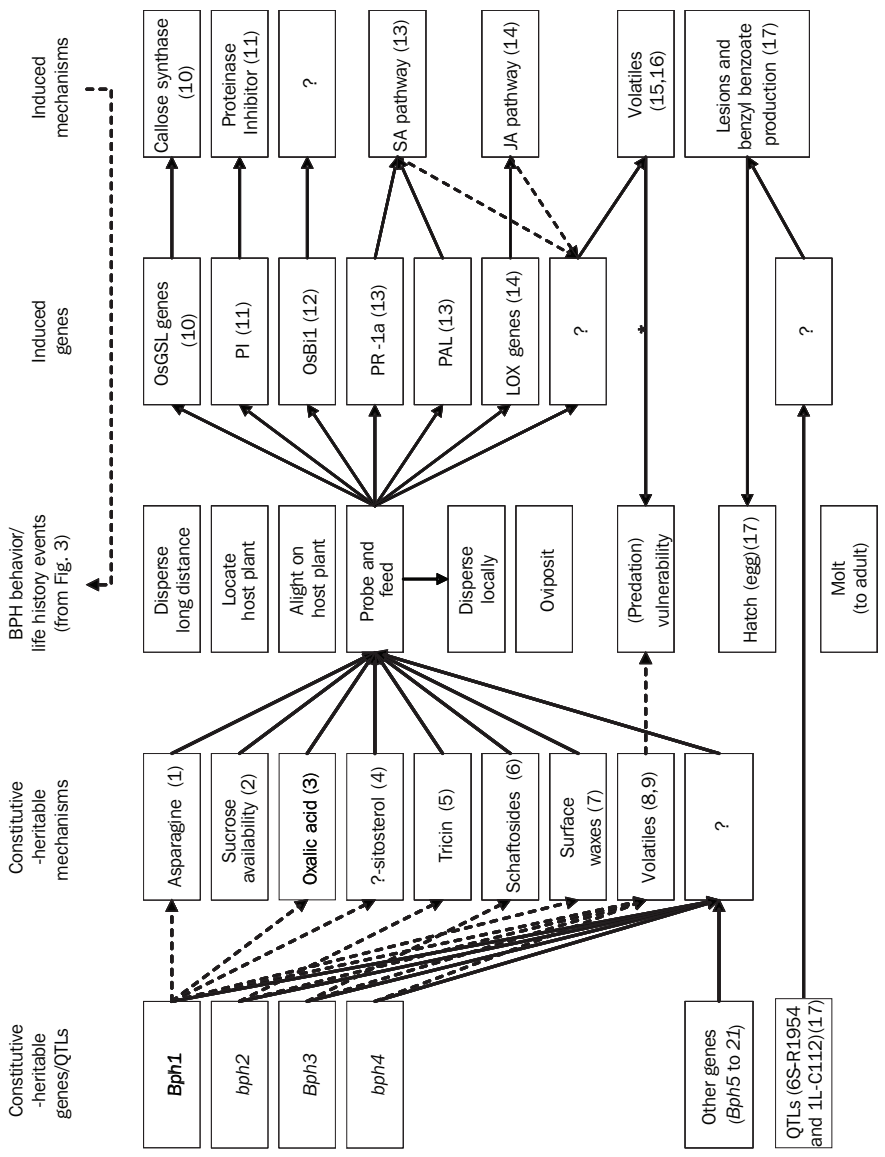 Constitutive
-heritable
genes/QTLs
Constitutive
-heritable
mechanisms
BPH behavior/
life history events
(from Fig. 3)
Induced
genes
Induced
mechanisms
Bph1
bph2
Bph3
bph4
Other genes
(Bph5 to 21)
QTLs (6S-R1954
and 1L-C112)(17)
Asparagine (1)
Sucrose
availability (2)
Oxalic acid (3)
?-sitosterol (4)
Tricin (5)
Schaftosides (6)
Surface
waxes (7)
Volatiles (8,9)
?
Disperse
long distance
Locate
host plant
Alight on
host plant
Probe and
feed
Disperse
locally
Oviposit
(Predation)
vulnerability
Hatch (egg)(17)
Molt
(to adult)
OsGSL genes
(10)
PI (11)
OsBi1 (12)
PR-1a (13)
PAL (13)
LOX genes (14)
?
*
?
Callose synthase
(10)
Proteinase
Inhibitor (11)
?
SA pathway (13)
JA pathway (14)
Volatiles
(15,16)
Lesions and
benzyl benzoate
production (17)